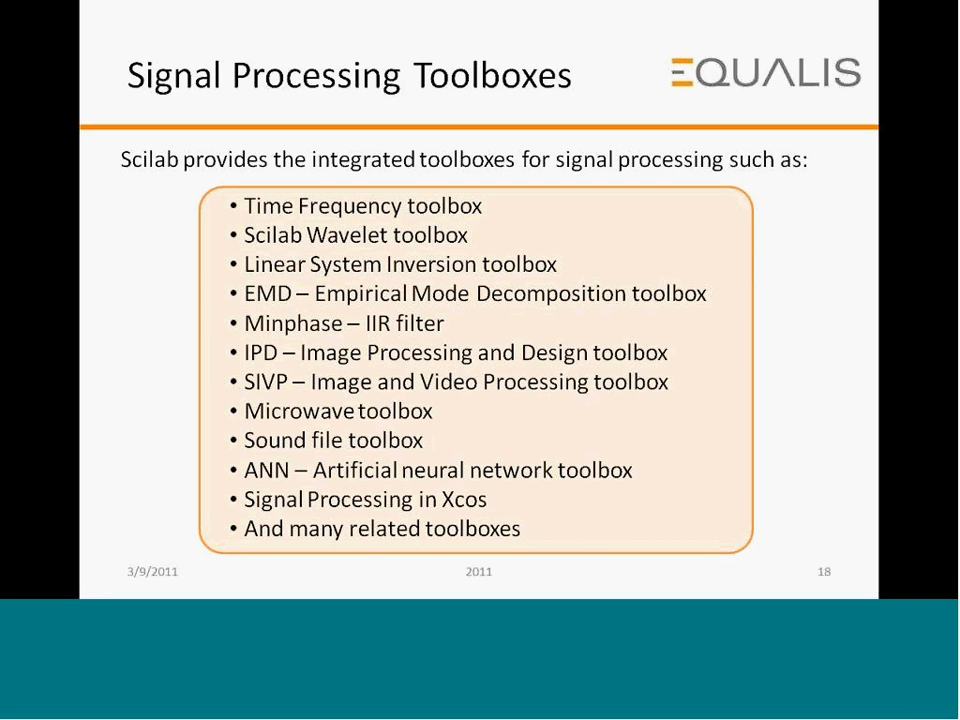 Signal Processing Toolboxes
EQUALIS
Scilab provides the integrated toolboxes for signal processing such as:
• Time Frequency toolbox
• Scilab Wavelet toolbox
• Linear System Inversion toolbox
• EMD – Empirical Mode Decomposition toolbox
• Minphase – IIR filter
• IPD – Image Processing and Design toolbox
• SIVP – Image and Video Processing toolbox
• Microwave toolbox
• Sound file toolbox
• ANN – Artificial neural network toolbox
• Signal Processing in Xcos
• And many related toolboxes
3/9/2011 2011 18